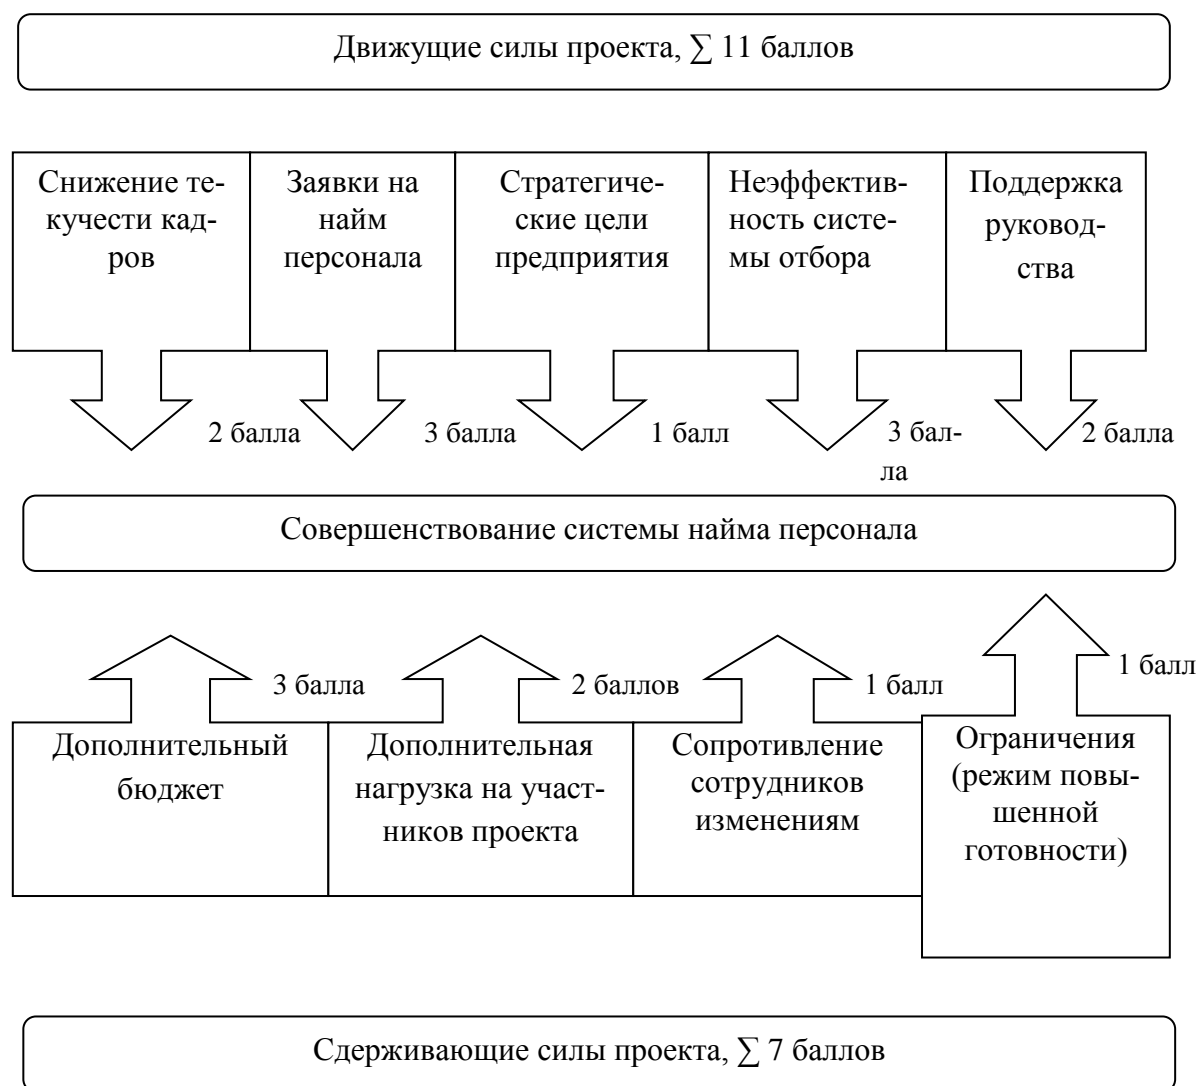 Движущие силы проекта, ∑ 11 баллов
Снижение те-
кучести кад-
ров
Заявки на
найм
персонала
Стратегиче-
ские цели
предприятия
Неэффектив-
ность систе-
мы отбора
Поддержка
руковод-
ства
2 балла
3 балла
1 балл
3 бал-
ла
2 балла
Совершенствование системы найма персонала
3 балла
2 баллов
1 балл
1 балл
Дополнительный
бюджет
Дополнительная
нагрузка на участ-
ников проекта
Сопротивление
сотрудников
изменениям
Ограничения
(режим повы-
шенной
готовности)
Сдерживающие силы проекта, ∑ 7 баллов